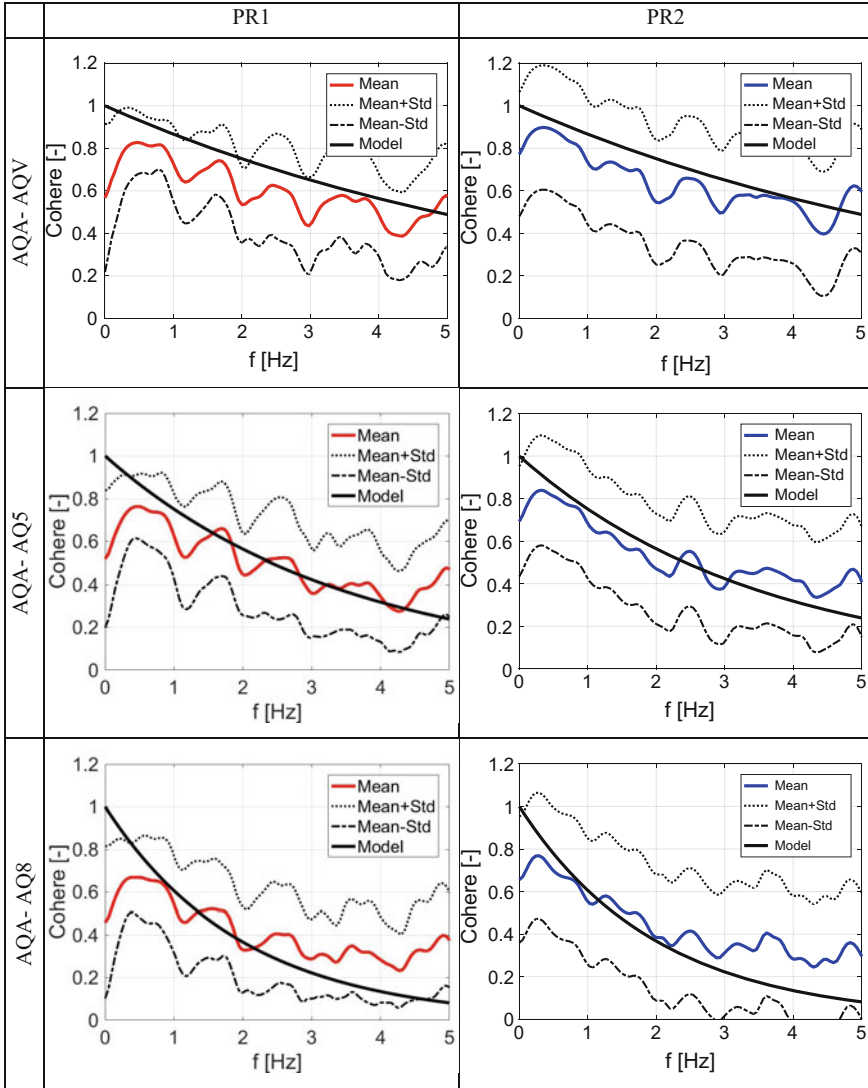 PR1
PR2
AQA- AQV
1.2
1
0.8
0.6
0.4
0.2
0
Cohere [-]
Mean
Mean+Std
Mean-Std
Model
0
1
2
3
4
5
f [Hz]
1.2
1
0.8
0.6
0.4
0.2
0
Cohere [-]
Mean
Mean+Std
Mean-Std
Model
0
1
2
3
4
5
f [Hz]
AQA- AQ5
1.2
1
0.8
0.6
0.4
0.2
0
Cohere [-]
Mean
Mean+Std
Mean-Std
Model
0
1
2
3
4
5
f [Hz]
1.2
1
0.8
0.6
0.4
0.2
0
Cohere [-]
Mean
Mean+Std
Mean-Std
Model
0
1
2
3
4
5
f [Hz]
AQA- AQ8
1.2
1
0.8
0.6
0.4
0.2
0
Cohere [-]
Mean
Mean+Std
Mean-Std
Model
0
1
2
3
4
5
f [Hz]
1.2
1
0.8
0.6
0.4
0.2
0
Cohere [-]
Mean
Mean+Std
Mean-Std
Model
0
1
2
3
4
5
f [Hz]